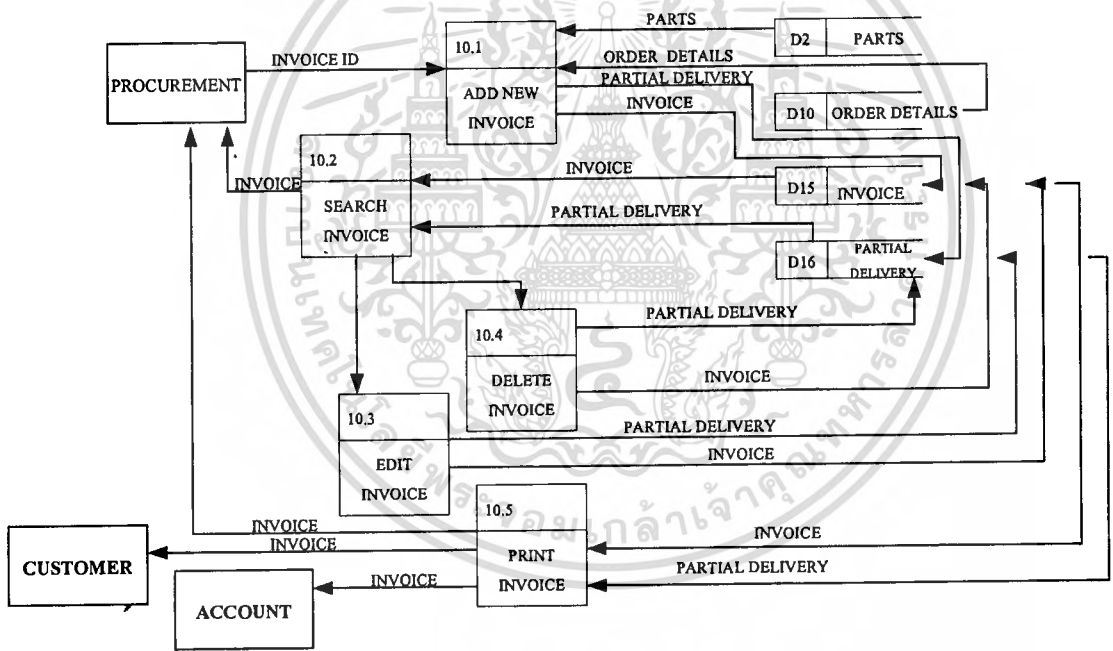 PARTS
10.1
D2 PARTS
INVOICE ID
ORDER DETAILS
PROCUREMENT
PARTIAL DELIVERY
ADD NEW
INVOICE
INVOICE
D10 ORDER DETAILS
10.2
INVOICE
INVOICE
D15 INVOICE
SEARCH
INVOICE
PARTIAL DELIVERY
D16 PARTIAL
DELIVERY
PARTIAL DELIVERY
10.4
DELETE
INVOICE
INVOICE
10.3
PARTIAL DELIVERY
INVOICE
EDIT
INVOICE
10.5
INVOICE
INVOICE
INVOICE
PRINT
INVOICE
PARTIAL DELIVERY
CUSTOMER
INVOICE
ACCOUNT